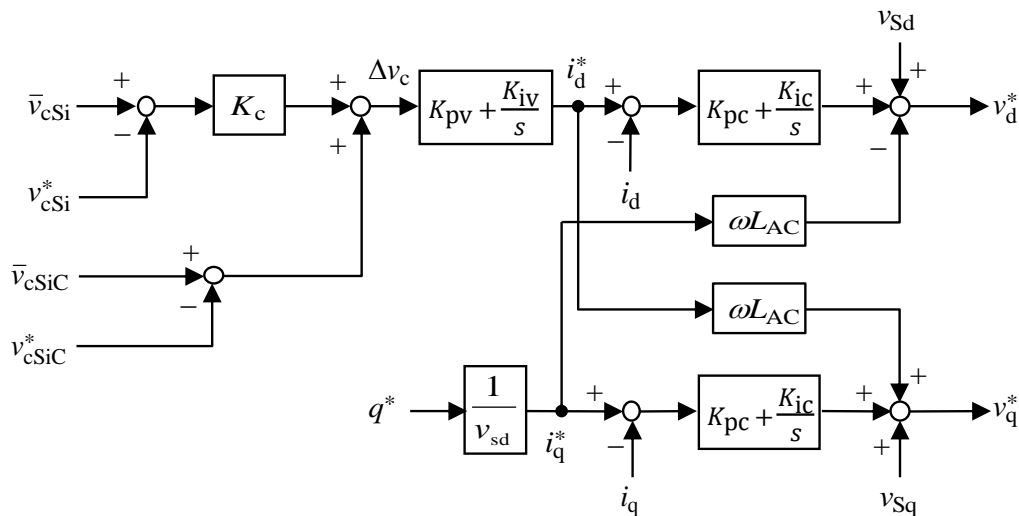 v_Sd
+
v̄_cSi
+
−
K_c
+
+
Δv_c
K_pv + K_iv/s
i_d^*
+
−
i_d
K_pc + K_ic/s
+
−
v_d^*
v_cSi^*
ωL_AC
v̄_cSiC
+
−
v_cSiC^*
ωL_AC
q^*
1/v_sd
i_q^*
+
−
i_q
K_pc + K_ic/s
+
+
+
v_q^*
v_Sq